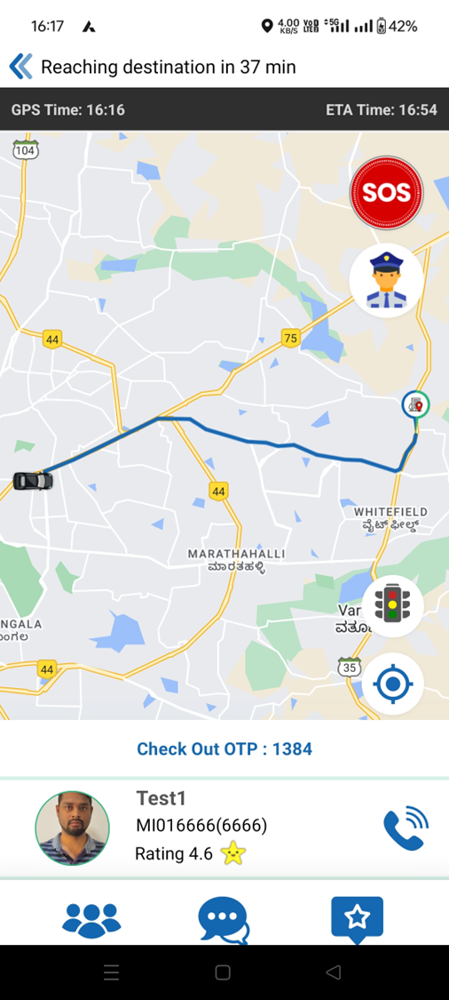 16:17
4.00 KB/S VoD LTE 5G 42%
Reaching destination in 37 min
GPS Time: 16:16
ETA Time: 16:54
104
SOS
44
75
44
WHITEFIELD
ವೈಟ್‌ಫೀಲ್ಡ್
MARATHAHALLI
ಮಾರತಹಳ್ಳಿ
Var
ವರ್ತೂ
NGALA
ಂಗಲ
44
35
Check Out OTP : 1384
Test1
MI016666(6666)
Rating 4.6